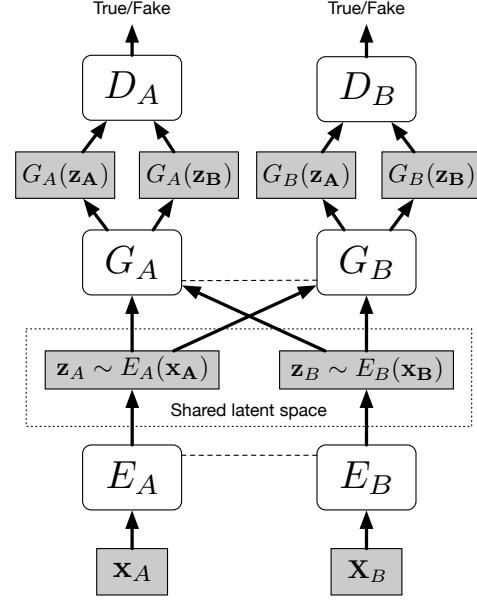 True/Fake True/Fake
D_A D_B
G_A(z_A) G_A(z_B) G_B(z_A) G_B(z_B)
G_A G_B
z_A ∼ E_A(x_A) z_B ∼ E_B(x_B)
Shared latent space
E_A E_B
x_A X_B